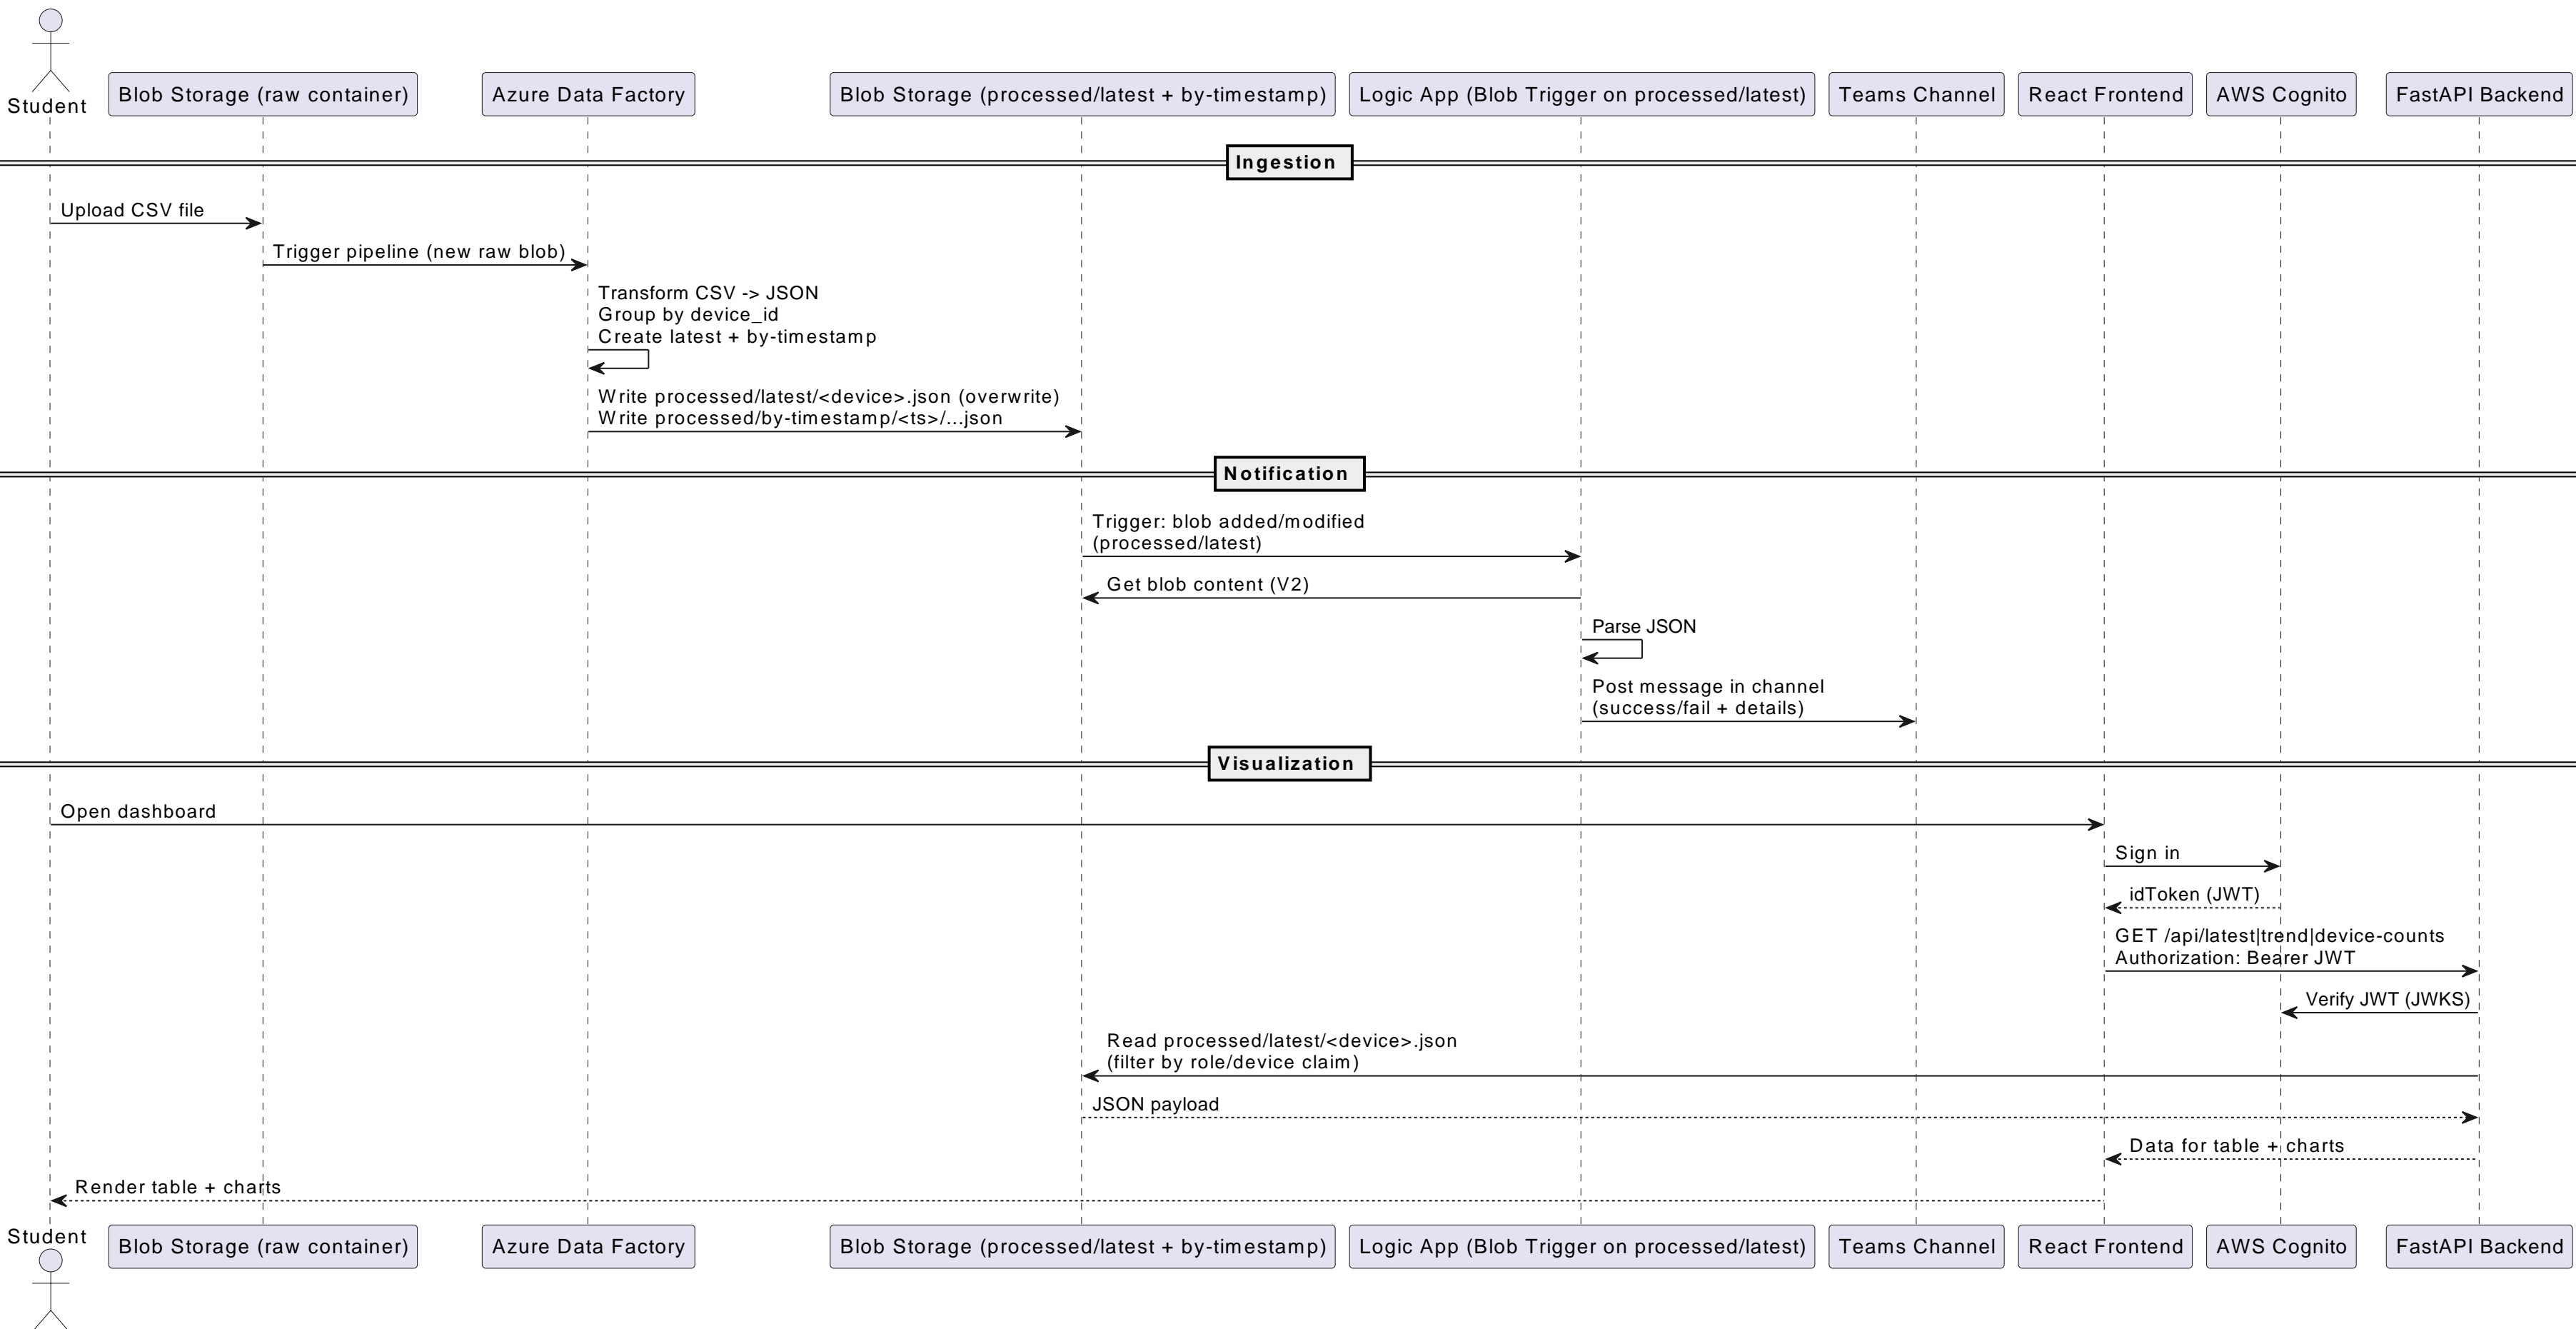 Student
Blob Storage (raw container)
Azure Data Factory
Blob Storage (processed/latest + by-timestamp)
Logic App (Blob Trigger on processed/latest)
Teams Channel
React Frontend
AWS Cognito
FastAPI Backend
Ingestion
Upload CSV file
Trigger pipeline (new raw blob)
Transform CSV -> JSON
Group by device_id
Create latest + by-timestamp
Write processed/latest/<device>.json (overwrite)
Write processed/by-timestamp/<ts>/...json
Notification
Trigger: blob added/modified
(processed/latest)
Get blob content (V2)
Parse JSON
Post message in channel
(success/fail + details)
Visualization
Open dashboard
Sign in
idToken (JWT)
GET /api/latest|trend|device-counts
Authorization: Bearer JWT
Verify JWT (JWKS)
Read processed/latest/<device>.json
(filter by role/device claim)
JSON payload
Data for table + charts
Render table + charts
Student
Blob Storage (raw container)
Azure Data Factory
Blob Storage (processed/latest + by-timestamp)
Logic App (Blob Trigger on processed/latest)
Teams Channel
React Frontend
AWS Cognito
FastAPI Backend